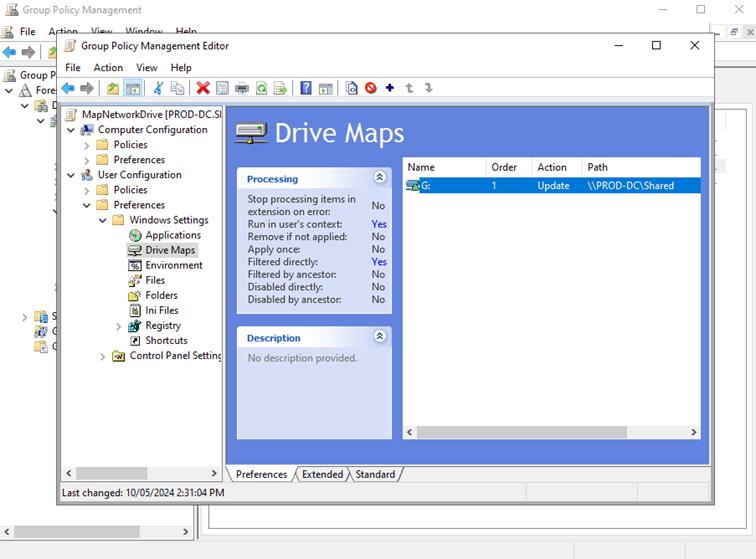 Group Policy Management
File Action View Window Help
Group Policy Management Editor
File Action View Help
MapNetworkDrive [PROD-DC.SI
Computer Configuration
Policies
Preferences
User Configuration
Policies
Preferences
Windows Settings
Applications
Drive Maps
Environment
Files
Folders
Ini Files
Registry
Shortcuts
Control Panel Setting
Drive Maps
Processing
Stop processing items in
extension on error: No
Run in user's context: Yes
Remove if not applied: No
Apply once: No
Filtered directly: Yes
Filtered by ancestor: No
Disabled directly: No
Disabled by ancestor: No
Description
No description provided.
Name Order Action Path
G: 1 Update \\PROD-DC\Shared
Preferences Extended Standard
Last changed: 10/05/2024 2:31:04 PM
Group P
Fores